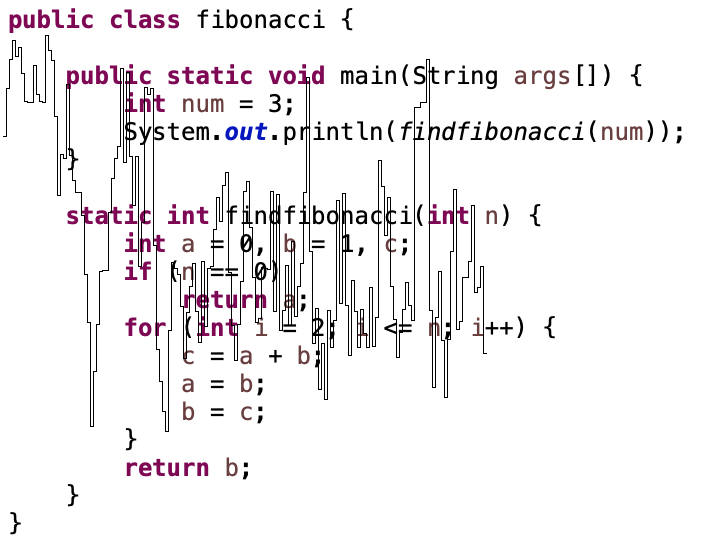 public class fibonacci {
public static void main(String args[]) {
int num = 3;
System.out.println(findfibonacci(num));
}
static int findfibonacci(int n) {
int a = 0, b = 1, c;
if (n == 0)
return a;
for (int i = 2; i <= n; i++) {
c = a + b;
a = b;
b = c;
}
return b;
}
}